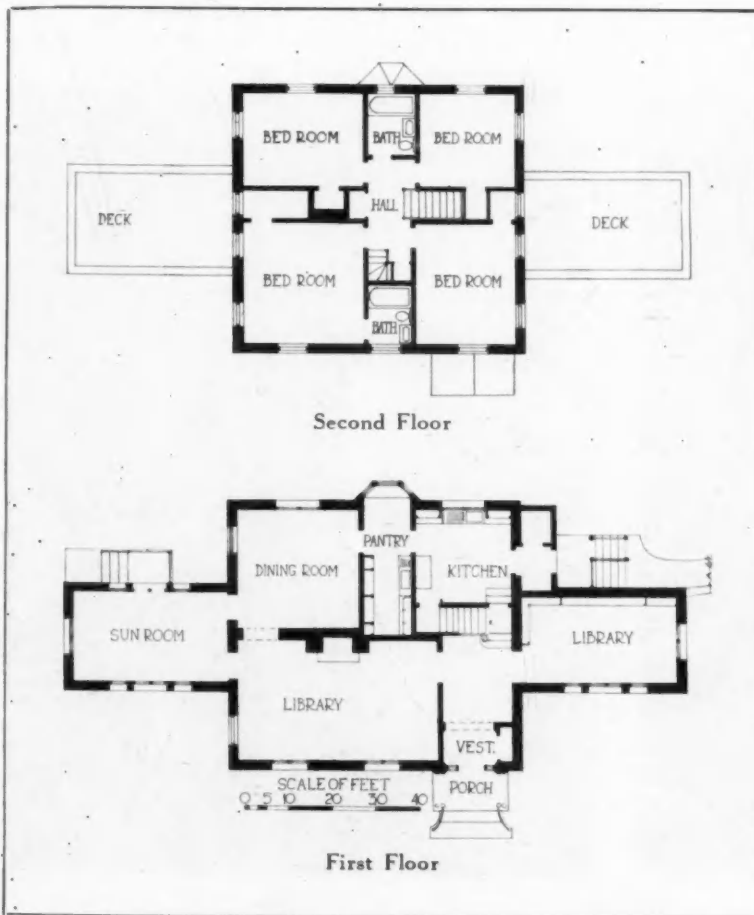 BED ROOM
BATH
BED ROOM
DECK
HALL
DECK
BED ROOM
BED ROOM
BATH
Second Floor
PANTRY
DINING ROOM
KITCHEN
SUN ROOM
LIBRARY
LIBRARY
VEST.
SCALE OF FEET
PORCH
0 5 10 20 30 40
First Floor